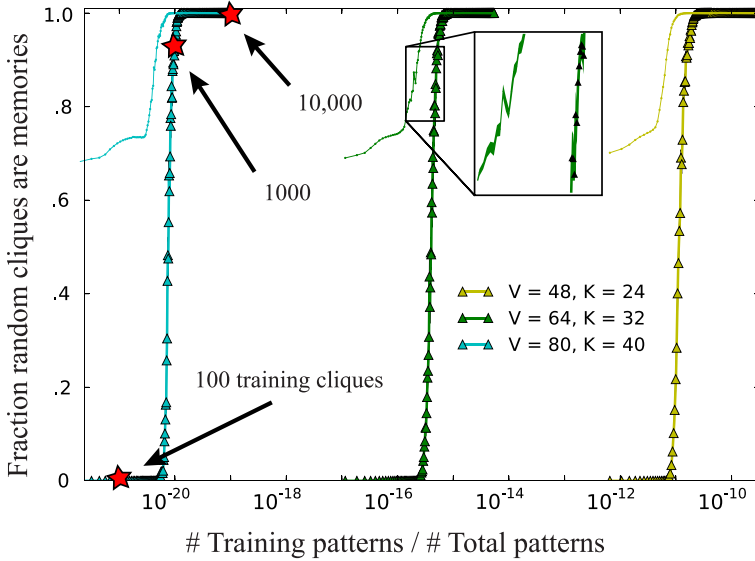 Fraction random cliques are memories
1.0
.8
.6
.4
.2
0
10,000
1000
100 training cliques
V = 48, K = 24
V = 64, K = 32
V = 80, K = 40
10⁻²⁰ 10⁻¹⁸ 10⁻¹⁶ 10⁻¹⁴ 10⁻¹² 10⁻¹⁰
# Training patterns / # Total patterns